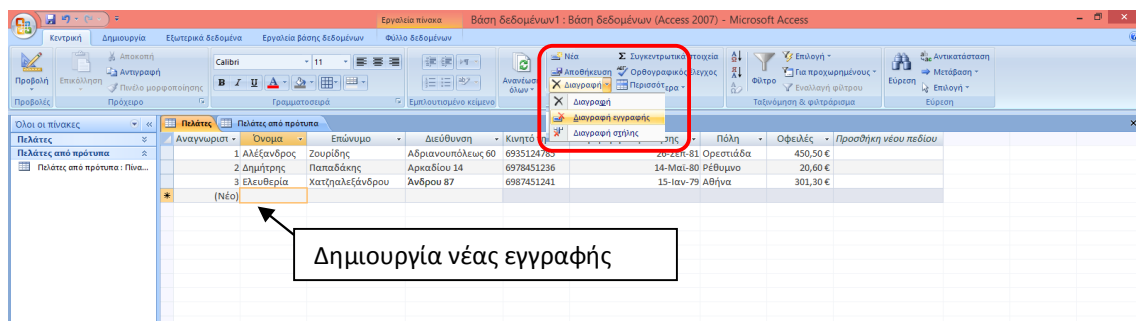 Εργαλεία πίνακα Βάση δεδομένων1 : Βάση δεδομένων (Access 2007) - Microsoft Access
Κεντρική Δημιουργία Εξωτερικά δεδομένα Εργαλεία βάσης δεδομένων Φύλλο δεδομένων
Προβολή
Προβολές
Επικόλληση
Αποκοπή
Αντιγραφή
Πινέλο μορφοποίησης
Πρόχειρο
Calibri 11
B I U A
Γραμματοσειρά
Εμπλουτισμένο κείμενο
Ανανέωση
όλων
Νέα Σ Συγκεντρωτικά στοιχεία
Αποθήκευση Ορθογραφικός έλεγχος
Διαγραφή Περισσότερα
Διαγραφή
Διαγραφή εγγραφής
Διαγραφή στήλης
Φίλτρο
Επιλογή
Για προχωρημένους
Εναλλαγή φίλτρου
Ταξινόμηση & φιλτράρισμα
Εύρεση
Αντικατάσταση
Μετάβαση
Επιλογή
Εύρεση
Όλοι οι πίνακες
Πελάτες
Πελάτες από πρότυπα
Πελάτες από πρότυπα : Πίνα...
Πελάτες Πελάτες από πρότυπα
Αναγνωριστ Όνομα Επώνυμο Διεύθυνση Κινητό Πόλη Οφειλές Προσθήκη νέου πεδίου
1 Αλέξανδρος Ζουρίδης Αδριανουπόλεως 60 6935124785 26-Σεπ-81 Ορεστιάδα 450,50 €
2 Δημήτρης Παπαδάκης Αρκαδίου 14 6978451236 14-Μαϊ-80 Ρέθυμνο 20,60 €
3 Ελευθερία Χατζηαλεξάνδρου Άνδρου 87 6987451241 15-Ιαν-79 Αθήνα 301,30 €
* (Νέο)
Δημιουργία νέας εγγραφής